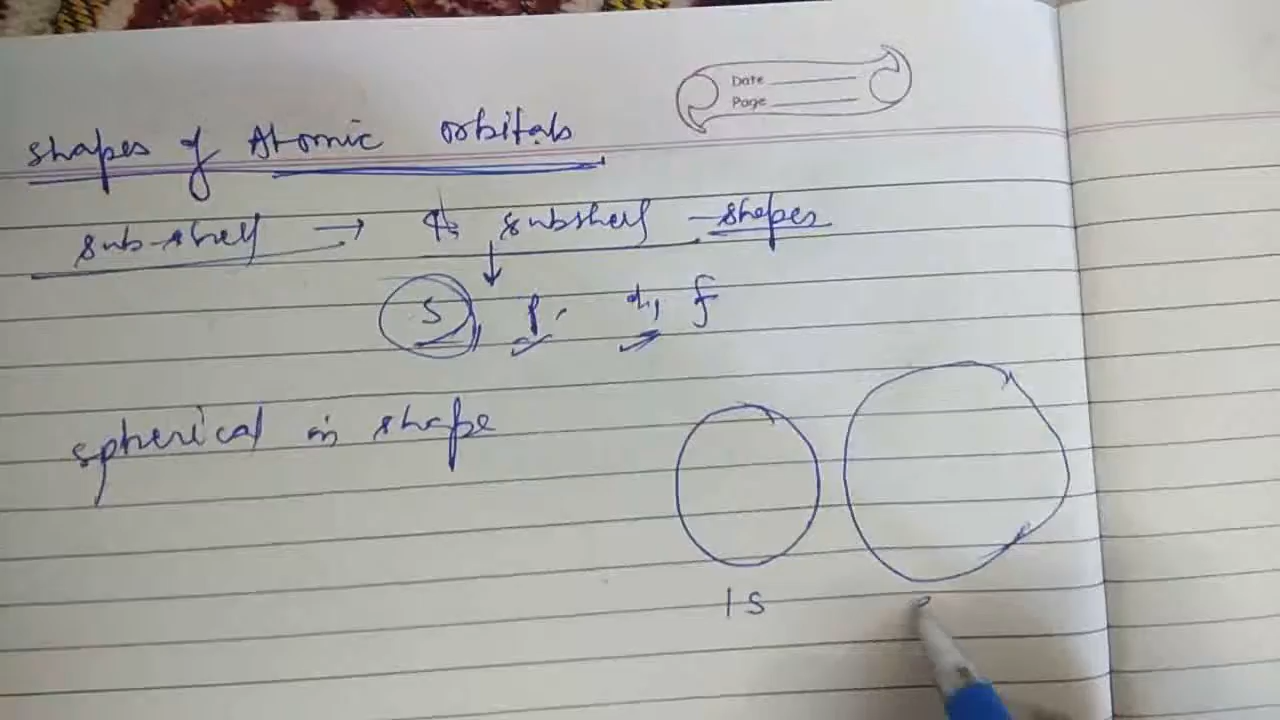 Date
Page
shapes of Atomic orbitals
sub-shell → subshell - shapes
s, p, d, f
spherical in shape
1s